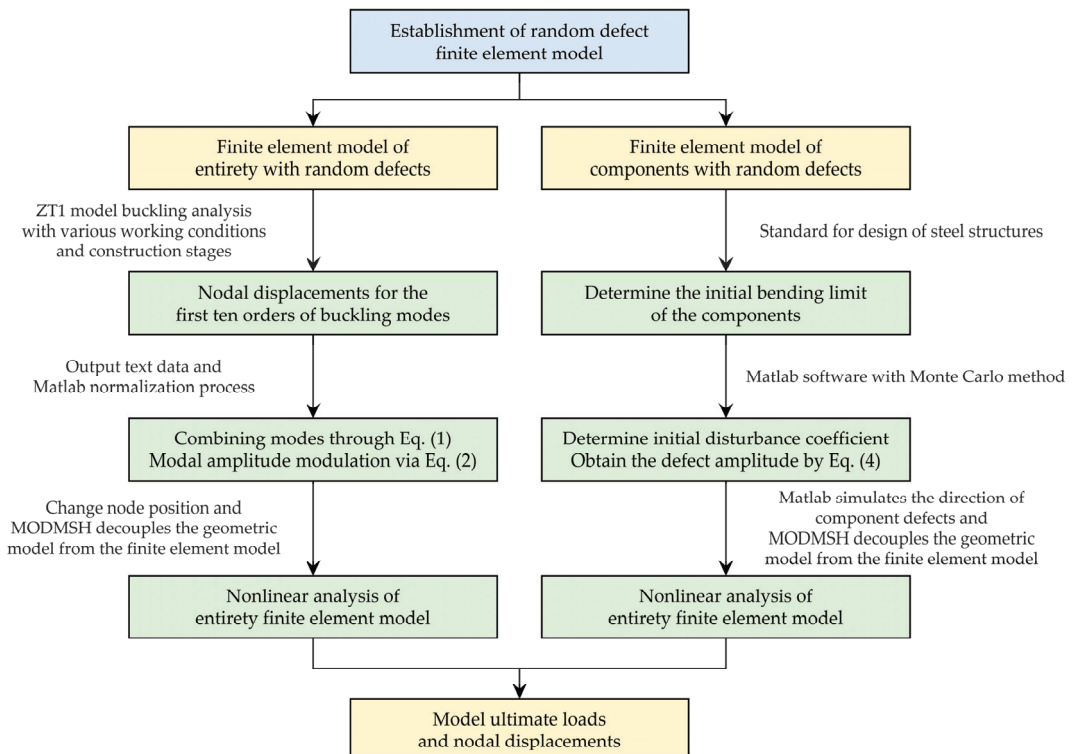 Establishment of random defect
finite element model
Finite element model of
entirety with random defects
Finite element model of
components with random defects
ZT1 model buckling analysis
with various working conditions
and construction stages
Standard for design of steel structures
Nodal displacements for the
first ten orders of buckling modes
Determine the initial bending limit
of the components
Output text data and
Matlab normalization process
Matlab software with Monte Carlo method
Combining modes through Eq. (1)
Modal amplitude modulation via Eq. (2)
Determine initial disturbance coefficient
Obtain the defect amplitude by Eq. (4)
Change node position and
MODMSH decouples the geometric
model from the finite element model
Matlab simulates the direction of
component defects and
MODMSH decouples the geometric
model from the finite element model
Nonlinear analysis of
entirety finite element model
Nonlinear analysis of
entirety finite element model
Model ultimate loads
and nodal displacements